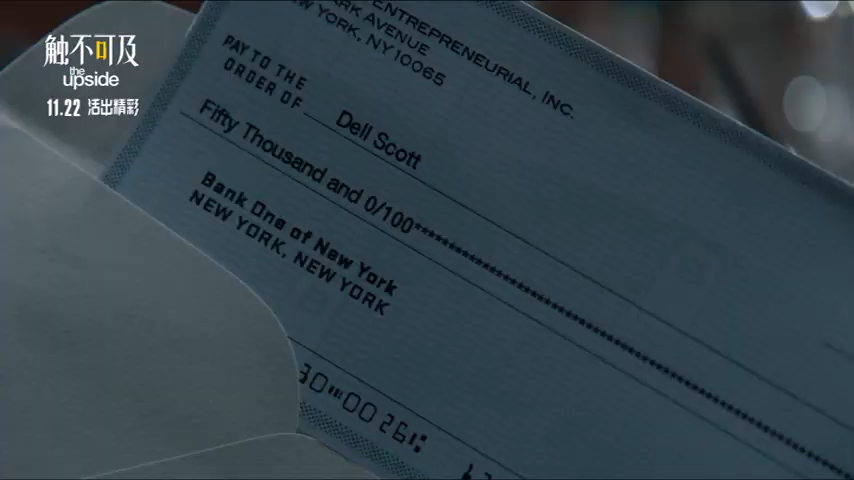 触不可及
the
upside
11.22 活出精彩
ENTREPRENEURIAL, INC.
ARK AVENUE
NEW YORK, NY10065
PAY TO THE
ORDER OF
Dell Scott
Fifty Thousand and 0/100
Bank One of New York
NEW YORK, NEW YORK